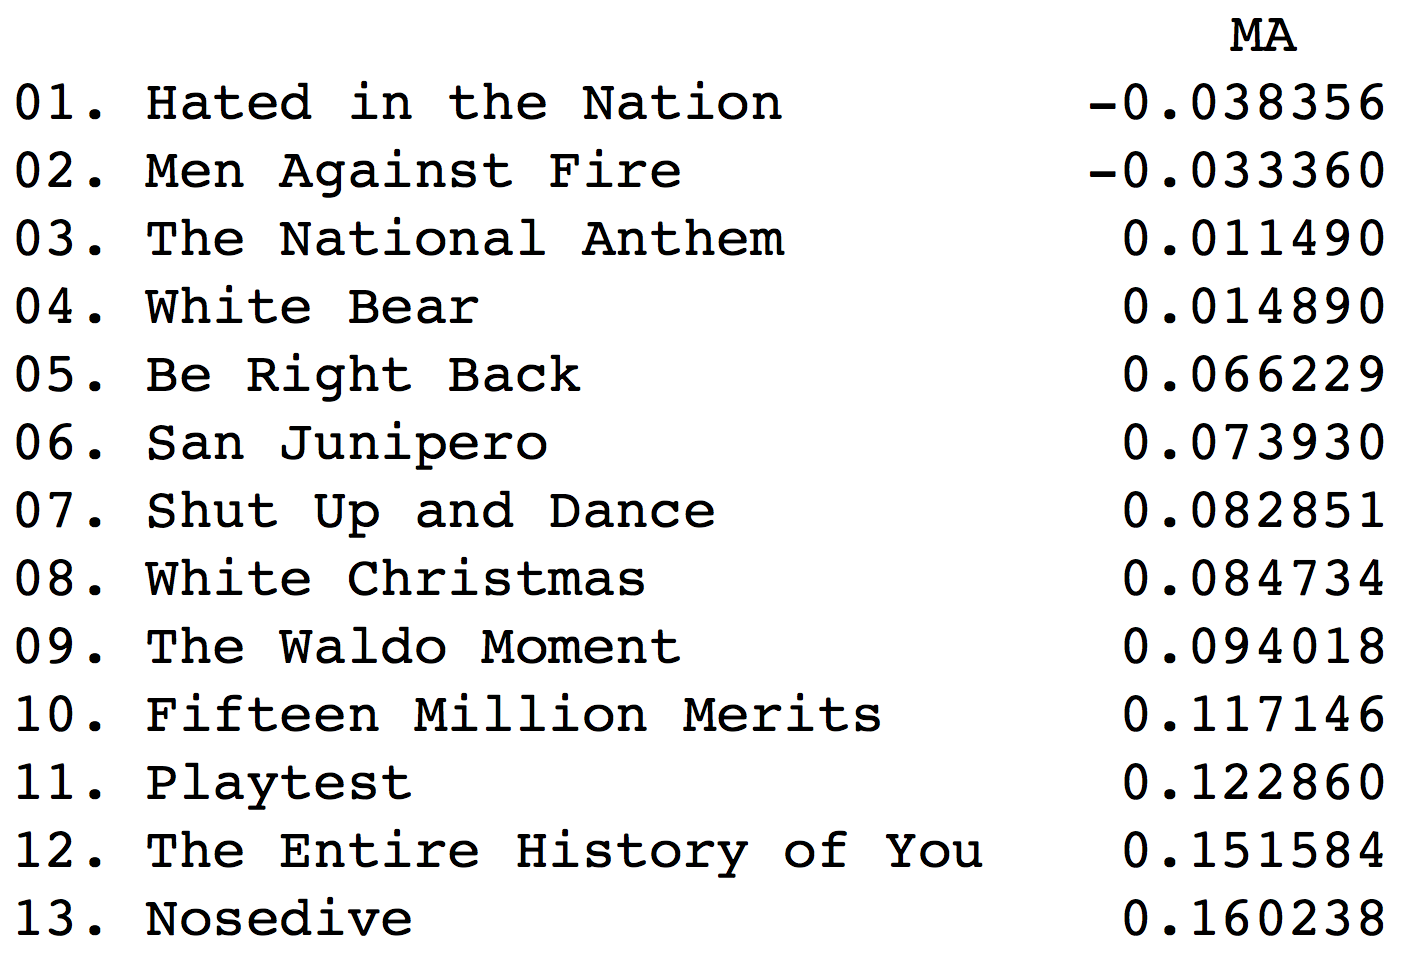 MA
01. Hated in the Nation -0.038356
02. Men Against Fire -0.033360
03. The National Anthem 0.011490
04. White Bear 0.014890
05. Be Right Back 0.066229
06. San Junipero 0.073930
07. Shut Up and Dance 0.082851
08. White Christmas 0.084734
09. The Waldo Moment 0.094018
10. Fifteen Million Merits 0.117146
11. Playtest 0.122860
12. The Entire History of You 0.151584
13. Nosedive 0.160238